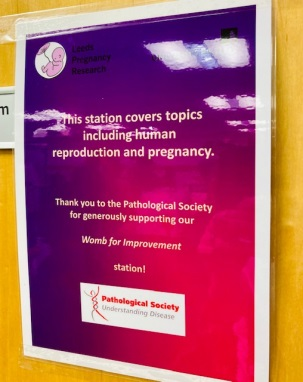 Leeds
Pregnancy
Research
This station covers topics
including human
reproduction and pregnancy.
Thank you to the Pathological Society
for generously supporting our
Womb for Improvement
station!
Pathological Society
Understanding Disease
m